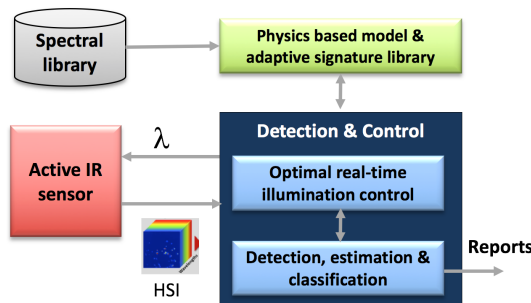 Spectral
library
Physics based model &
adaptive signature library
Detection & Control
λ
Active IR
sensor
Optimal real-time
illumination control
Wavelengths
HSI
Detection, estimation &
classification
Reports